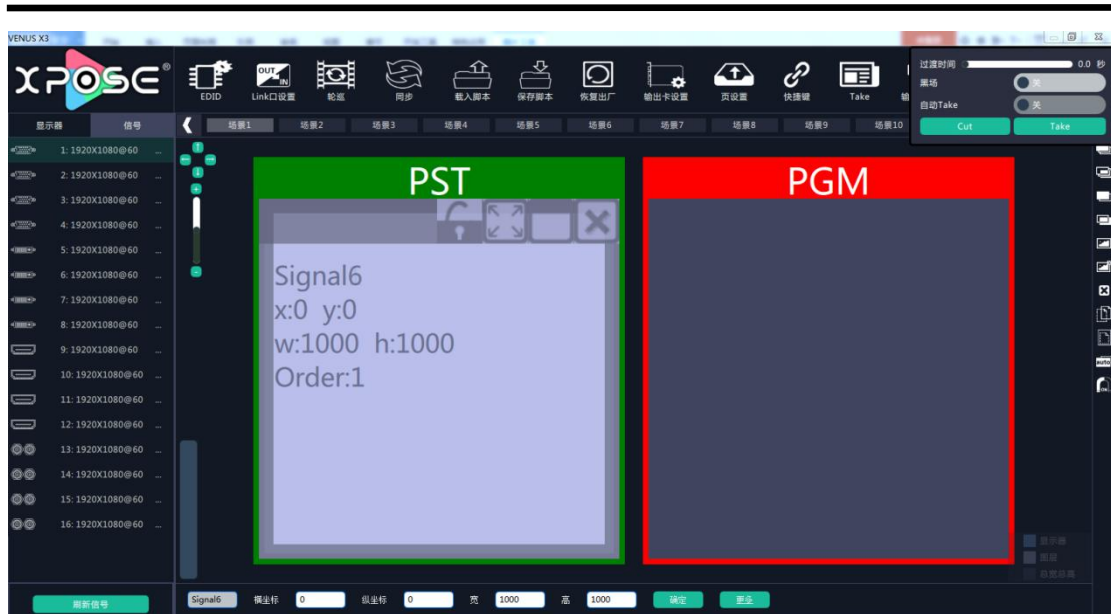 VENUS X3
XPOSE®
EDID
OUT IN
Link口设置
轮巡
同步
载入脚本
保存脚本
恢复出厂
输出卡设置
页设置
快捷键
Take
输
过渡时间 0.0 秒
黑场 关
自动Take 关
Cut Take
显示器 信号
场景1 场景2 场景3 场景4 场景5 场景6 场景7 场景8 场景9 场景10
1: 1920X1080@60 ...
2: 1920X1080@60 ...
3: 1920X1080@60 ...
4: 1920X1080@60 ...
5: 1920X1080@60 ...
6: 1920X1080@60 ...
7: 1920X1080@60 ...
8: 1920X1080@60 ...
9: 1920X1080@60 ...
10: 1920X1080@60 ...
11: 1920X1080@60 ...
12: 1920X1080@60 ...
13: 1920X1080@60 ...
14: 1920X1080@60 ...
15: 1920X1080@60 ...
16: 1920X1080@60 ...
PST
Signal6
x:0 y:0
w:1000 h:1000
Order:1
PGM
auto
显示器
图层
刷新信号
Signal6 横坐标 0 纵坐标 0 宽 1000 高 1000 确定 更多